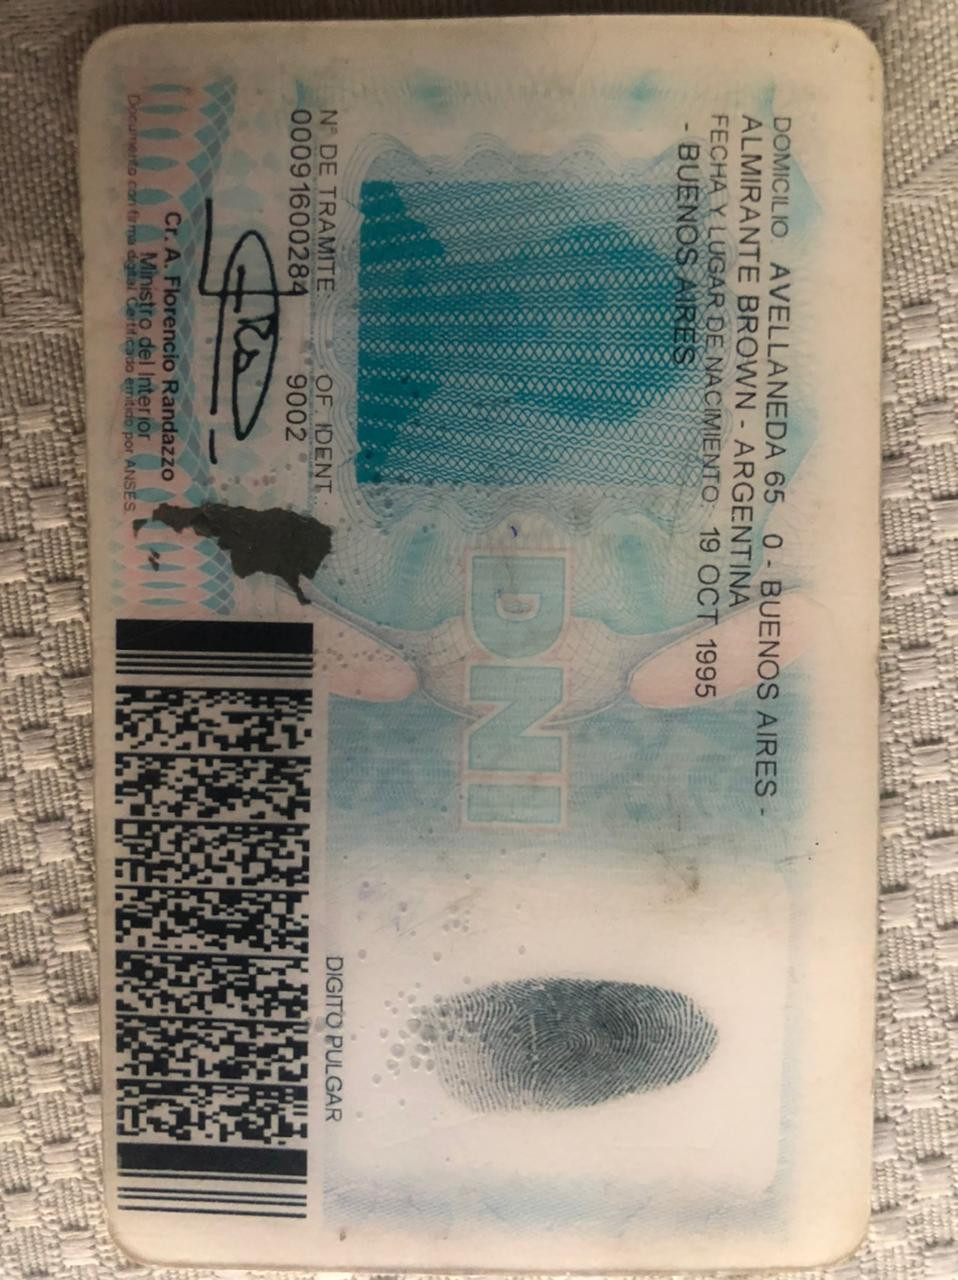 DOMICILIO: AVELLANEDA 65 0 - BUENOS AIRES -
ALMIRANTE BROWN - ARGENTINA
FECHA Y LUGAR DE NACIMIENTO: 19 OCT 1995
- BUENOS AIRES
DNI
Nº DE TRAMITE OF. IDENT.
00091600284 9002
DIGITO PULGAR
Cr. A. Florencio Randazzo
Ministro del Interior
Documento con firma digital. Certificado emitido por ANSES.